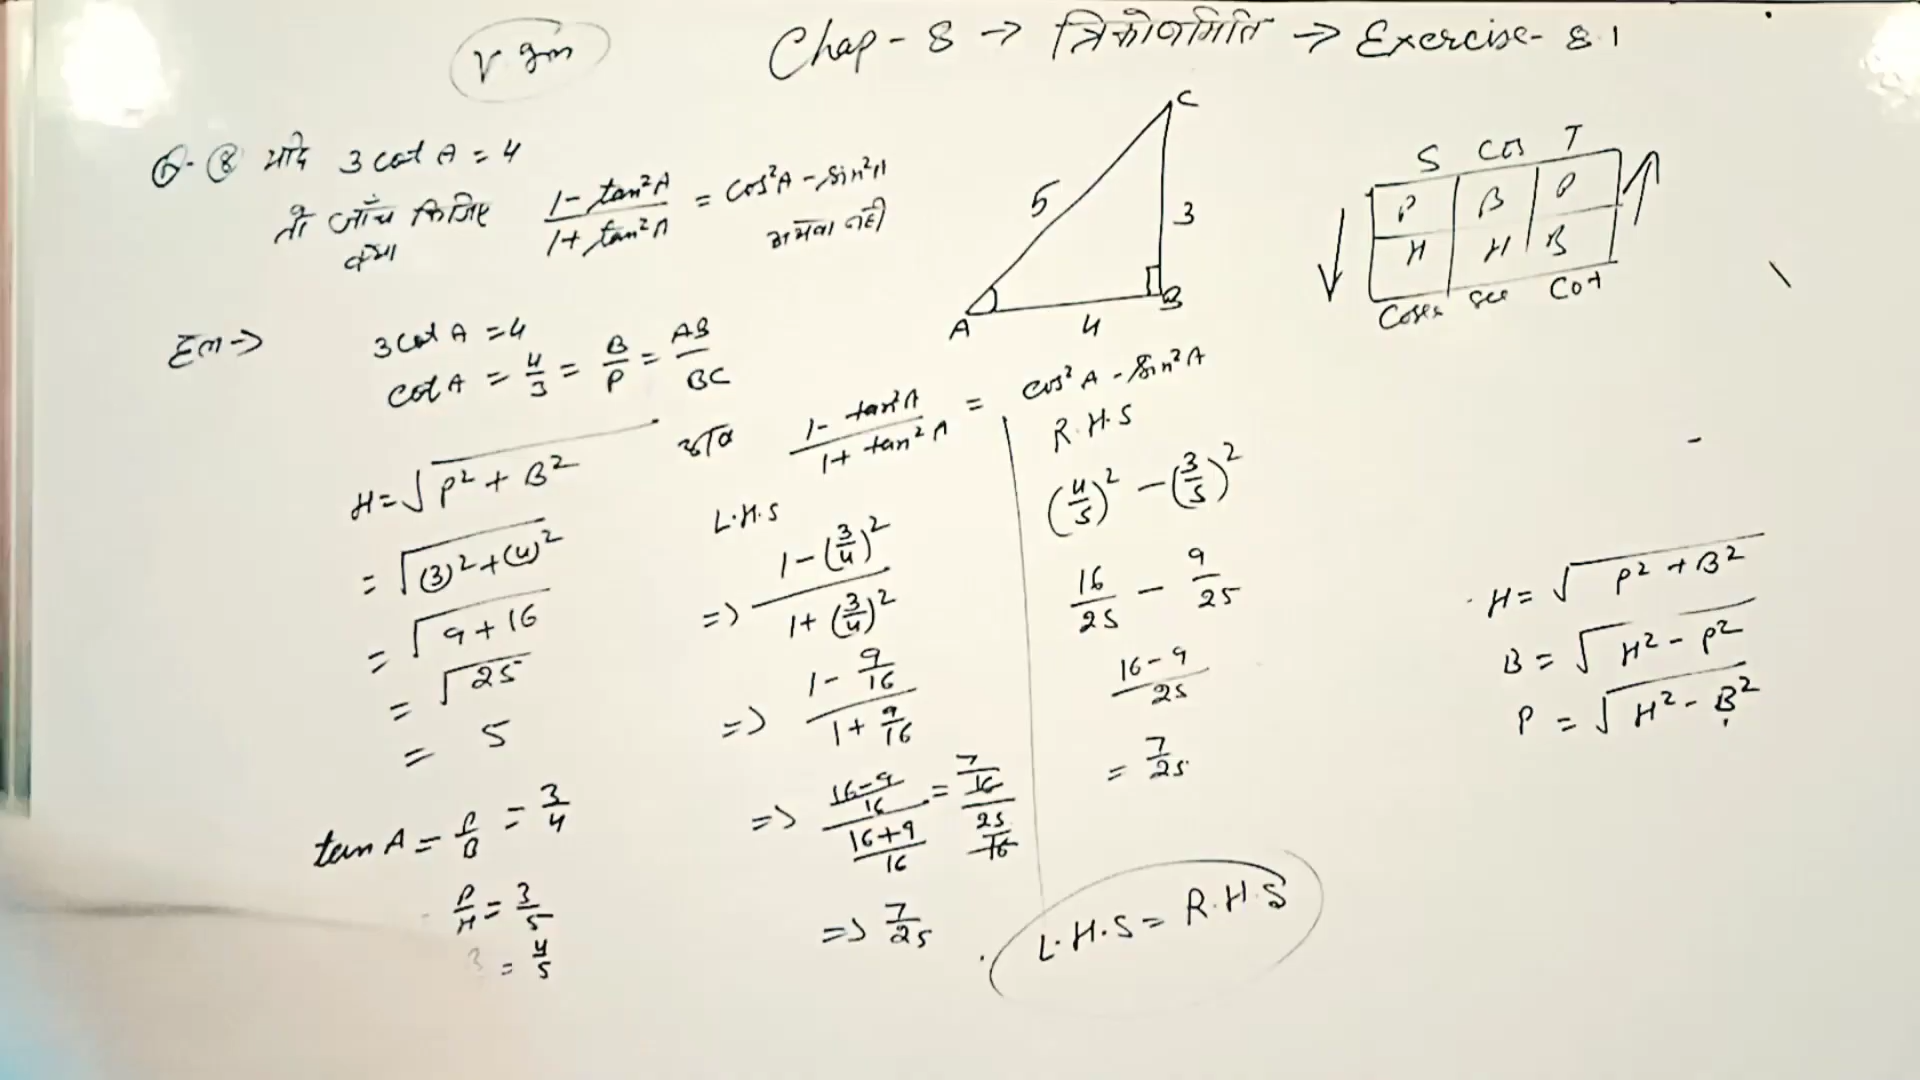 V. Imp
Chap-8 → त्रिकोणमिति → Exercise-8.1
Q-8 यदि 3 cot A = 4
तो जाँच किजिए (1 - tan²A)/(1 + tan²A) = cos²A - sin²A
क्या अथवा नहीं
C
5
3
A
4
B
S Cos T
P B P
H H B
Cosec Sec Cot
हल →
3 cot A = 4
cot A = 4/3 = B/P = AB/BC
H = √(P² + B²)
= √((3)² + (4)²)
= √(9 + 16)
= √25
= 5
tan A = P/B = 3/4
P/H = 3/5
= 4/5
अब (1 - tan²A)/(1 + tan²A) = cos²A - sin²A
L.H.S
=> (1 - (3/4)²)/(1 + (3/4)²)
=> (1 - 9/16)/(1 + 9/16)
=> ((16-9)/16)/((16+9)/16) = (7/16)/(25/16)
=> 7/25
R.H.S
(4/5)² - (3/5)²
16/25 - 9/25
(16-9)/25
= 7/25
L.H.S = R.H.S
H = √(P² + B²)
B = √(H² - P²)
P = √(H² - B²)